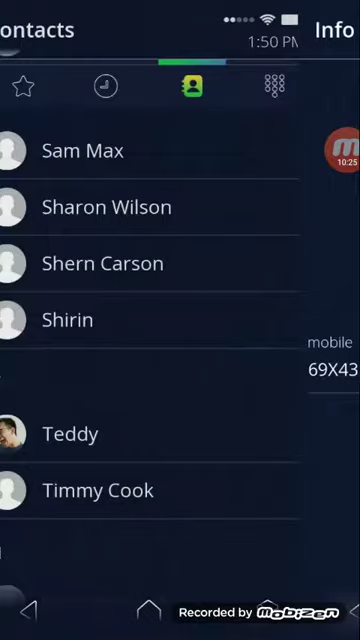 ontacts
1:50 PM
Info
10:25
Sam Max
Sharon Wilson
Shern Carson
Shirin
mobile
69X43
Teddy
Timmy Cook
Recorded by mobizen